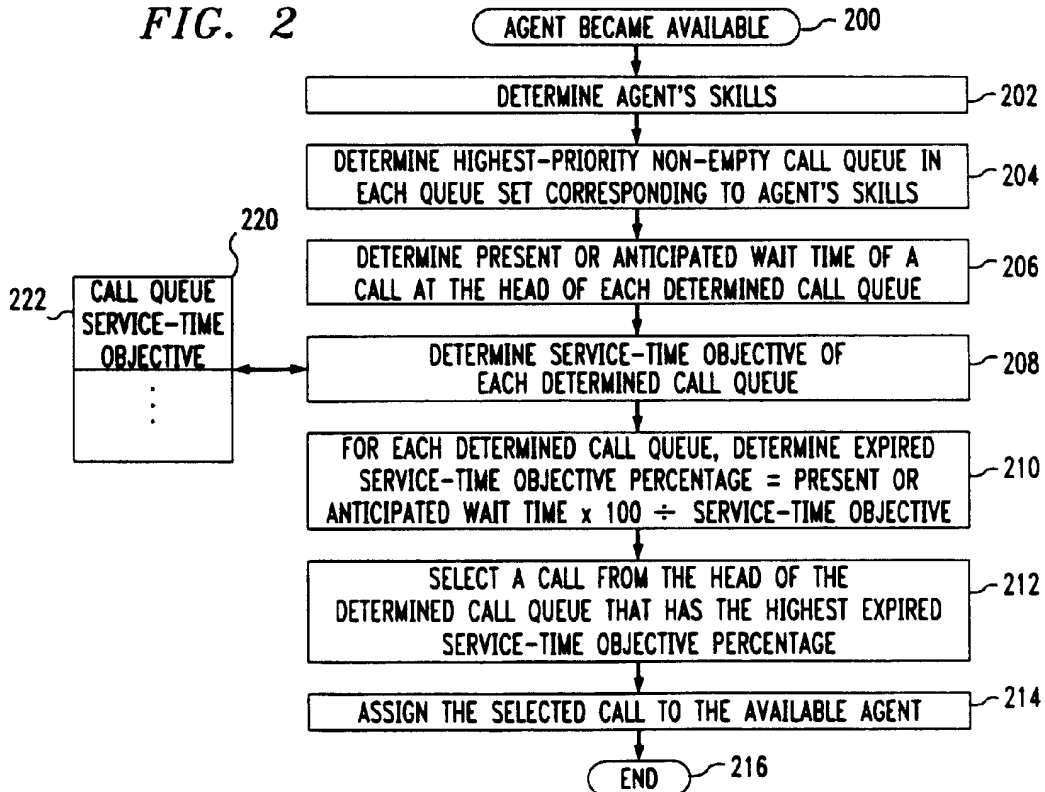 FIG. 2
AGENT BECAME AVAILABLE
200
DETERMINE AGENT'S SKILLS
202
DETERMINE HIGHEST-PRIORITY NON-EMPTY CALL QUEUE IN
EACH QUEUE SET CORRESPONDING TO AGENT'S SKILLS
204
DETERMINE PRESENT OR ANTICIPATED WAIT TIME OF A
CALL AT THE HEAD OF EACH DETERMINED CALL QUEUE
206
220
222
CALL QUEUE
SERVICE-TIME
OBJECTIVE
DETERMINE SERVICE-TIME OBJECTIVE OF
EACH DETERMINED CALL QUEUE
208
FOR EACH DETERMINED CALL QUEUE, DETERMINE EXPIRED
SERVICE-TIME OBJECTIVE PERCENTAGE = PRESENT OR
ANTICIPATED WAIT TIME x 100 ÷ SERVICE-TIME OBJECTIVE
210
SELECT A CALL FROM THE HEAD OF THE
DETERMINED CALL QUEUE THAT HAS THE HIGHEST EXPIRED
SERVICE-TIME OBJECTIVE PERCENTAGE
212
ASSIGN THE SELECTED CALL TO THE AVAILABLE AGENT
214
END
216